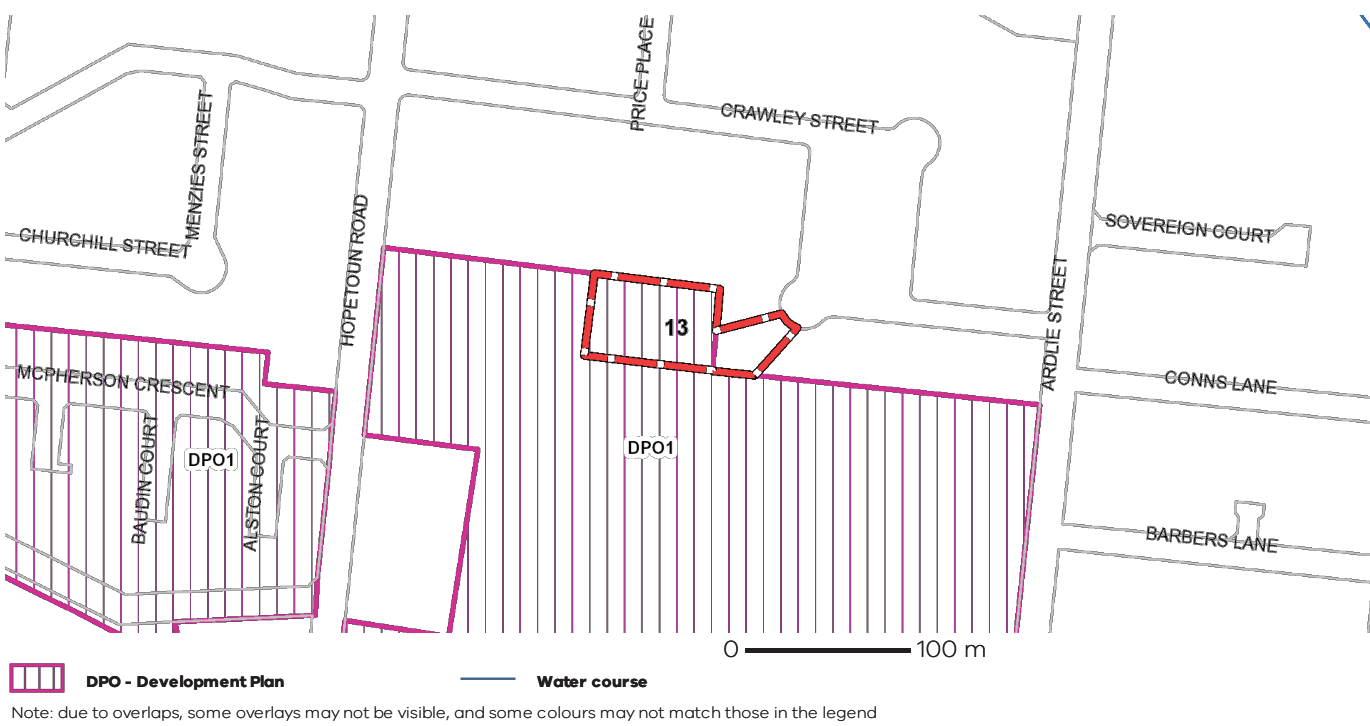 PRICE PLACE
CRAWLEY STREET
MENZIES STREET
CHURCHILL STREET
HOPETOUN ROAD
SOVEREIGN COURT
ARDLIE STREET
13
MCPHERSON CRESCENT
CONNS LANE
BAUDIN COURT
DPO1
ALSTON COURT
DPO1
BARBERS LANE
0 100 m
DPO - Development Plan
Water course
Note: due to overlaps, some overlays may not be visible, and some colours may not match those in the legend